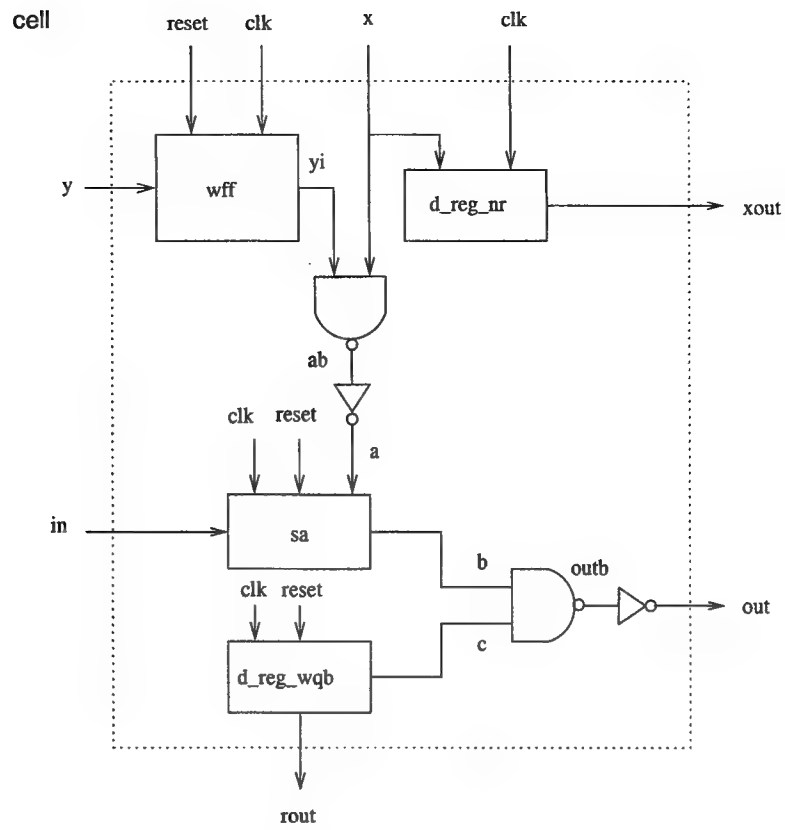 cell
reset clk x clk
y
wff
yi
d_reg_nr
xout
ab
clk reset
a
in
sa
b
outb
clk reset
out
c
d_reg_wqb
rout